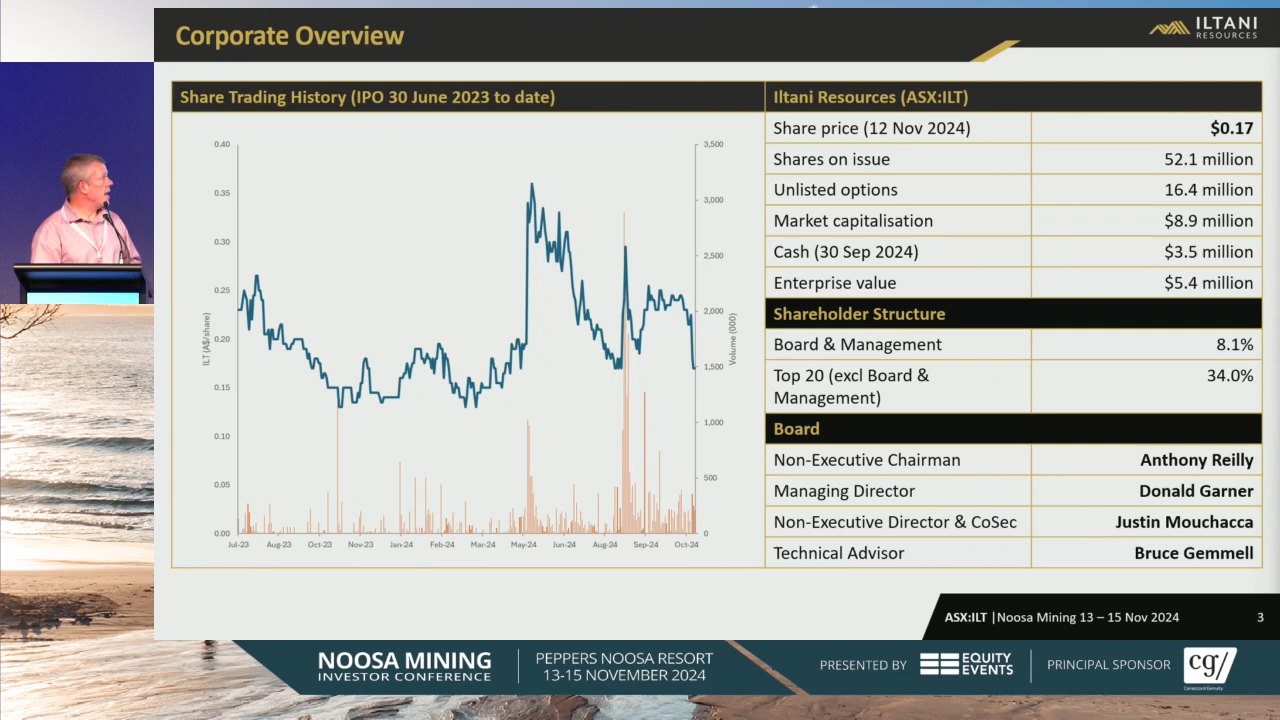 Corporate Overview
ILTANI
RESOURCES
Share Trading History (IPO 30 June 2023 to date)
0.40
0.35
0.30
0.25
0.20
0.15
0.10
0.05
0.00
ILT (A$/share)
3,500
3,000
2,500
2,000
1,500
1,000
500
0
Volume (000)
Jul-23 Aug-23 Oct-23 Nov-23 Jan-24 Feb-24 Mar-24 May-24 Jun-24 Aug-24 Sep-24 Oct-24
Iltani Resources (ASX:ILT)
Share price (12 Nov 2024) $0.17
Shares on issue 52.1 million
Unlisted options 16.4 million
Market capitalisation $8.9 million
Cash (30 Sep 2024) $3.5 million
Enterprise value $5.4 million
Shareholder Structure
Board & Management 8.1%
Top 20 (excl Board & 34.0%
Management)
Board
Non-Executive Chairman Anthony Reilly
Managing Director Donald Garner
Non-Executive Director & CoSec Justin Mouchacca
Technical Advisor Bruce Gemmell
ASX:ILT |Noosa Mining 13 – 15 Nov 2024 3
NOOSA MINING
INVESTOR CONFERENCE
PEPPERS NOOSA RESORT
13-15 NOVEMBER 2024
PRESENTED BY
EQUITY
EVENTS
PRINCIPAL SPONSOR
cg/
Canaccord Genuity